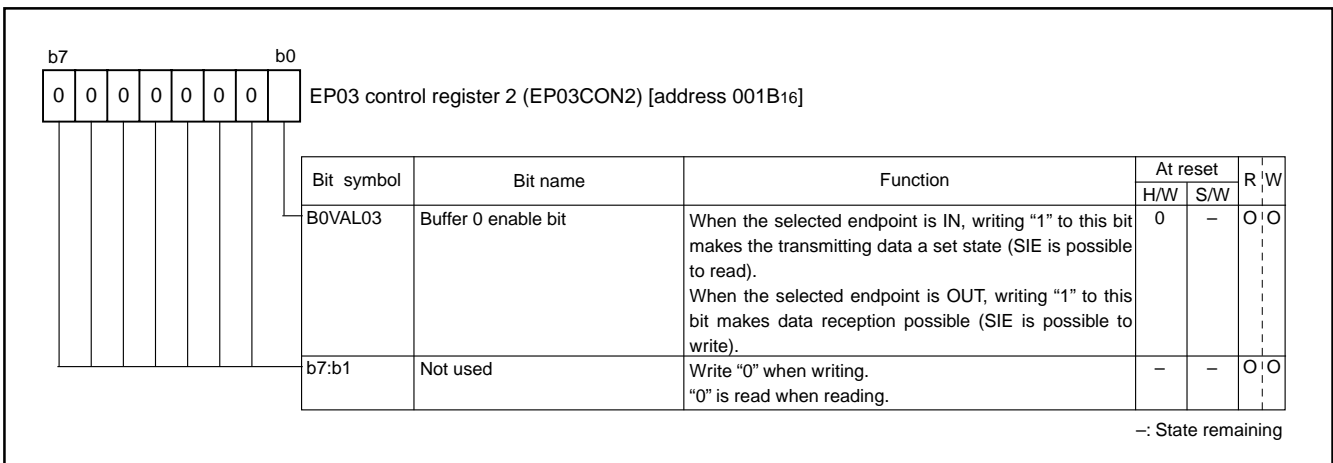 b7 b0
0 0 0 0 0 0 0 EP03 control register 2 (EP03CON2) [address 001B16]
Bit symbol Bit name Function At reset R W
H/W S/W
B0VAL03 Buffer 0 enable bit When the selected endpoint is IN, writing “1” to this bit 0 – O O
makes the transmitting data a set state (SIE is possible
to read).
When the selected endpoint is OUT, writing “1” to this
bit makes data reception possible (SIE is possible to
write).
b7:b1 Not used Write “0” when writing. – – O O
“0” is read when reading.
–: State remaining